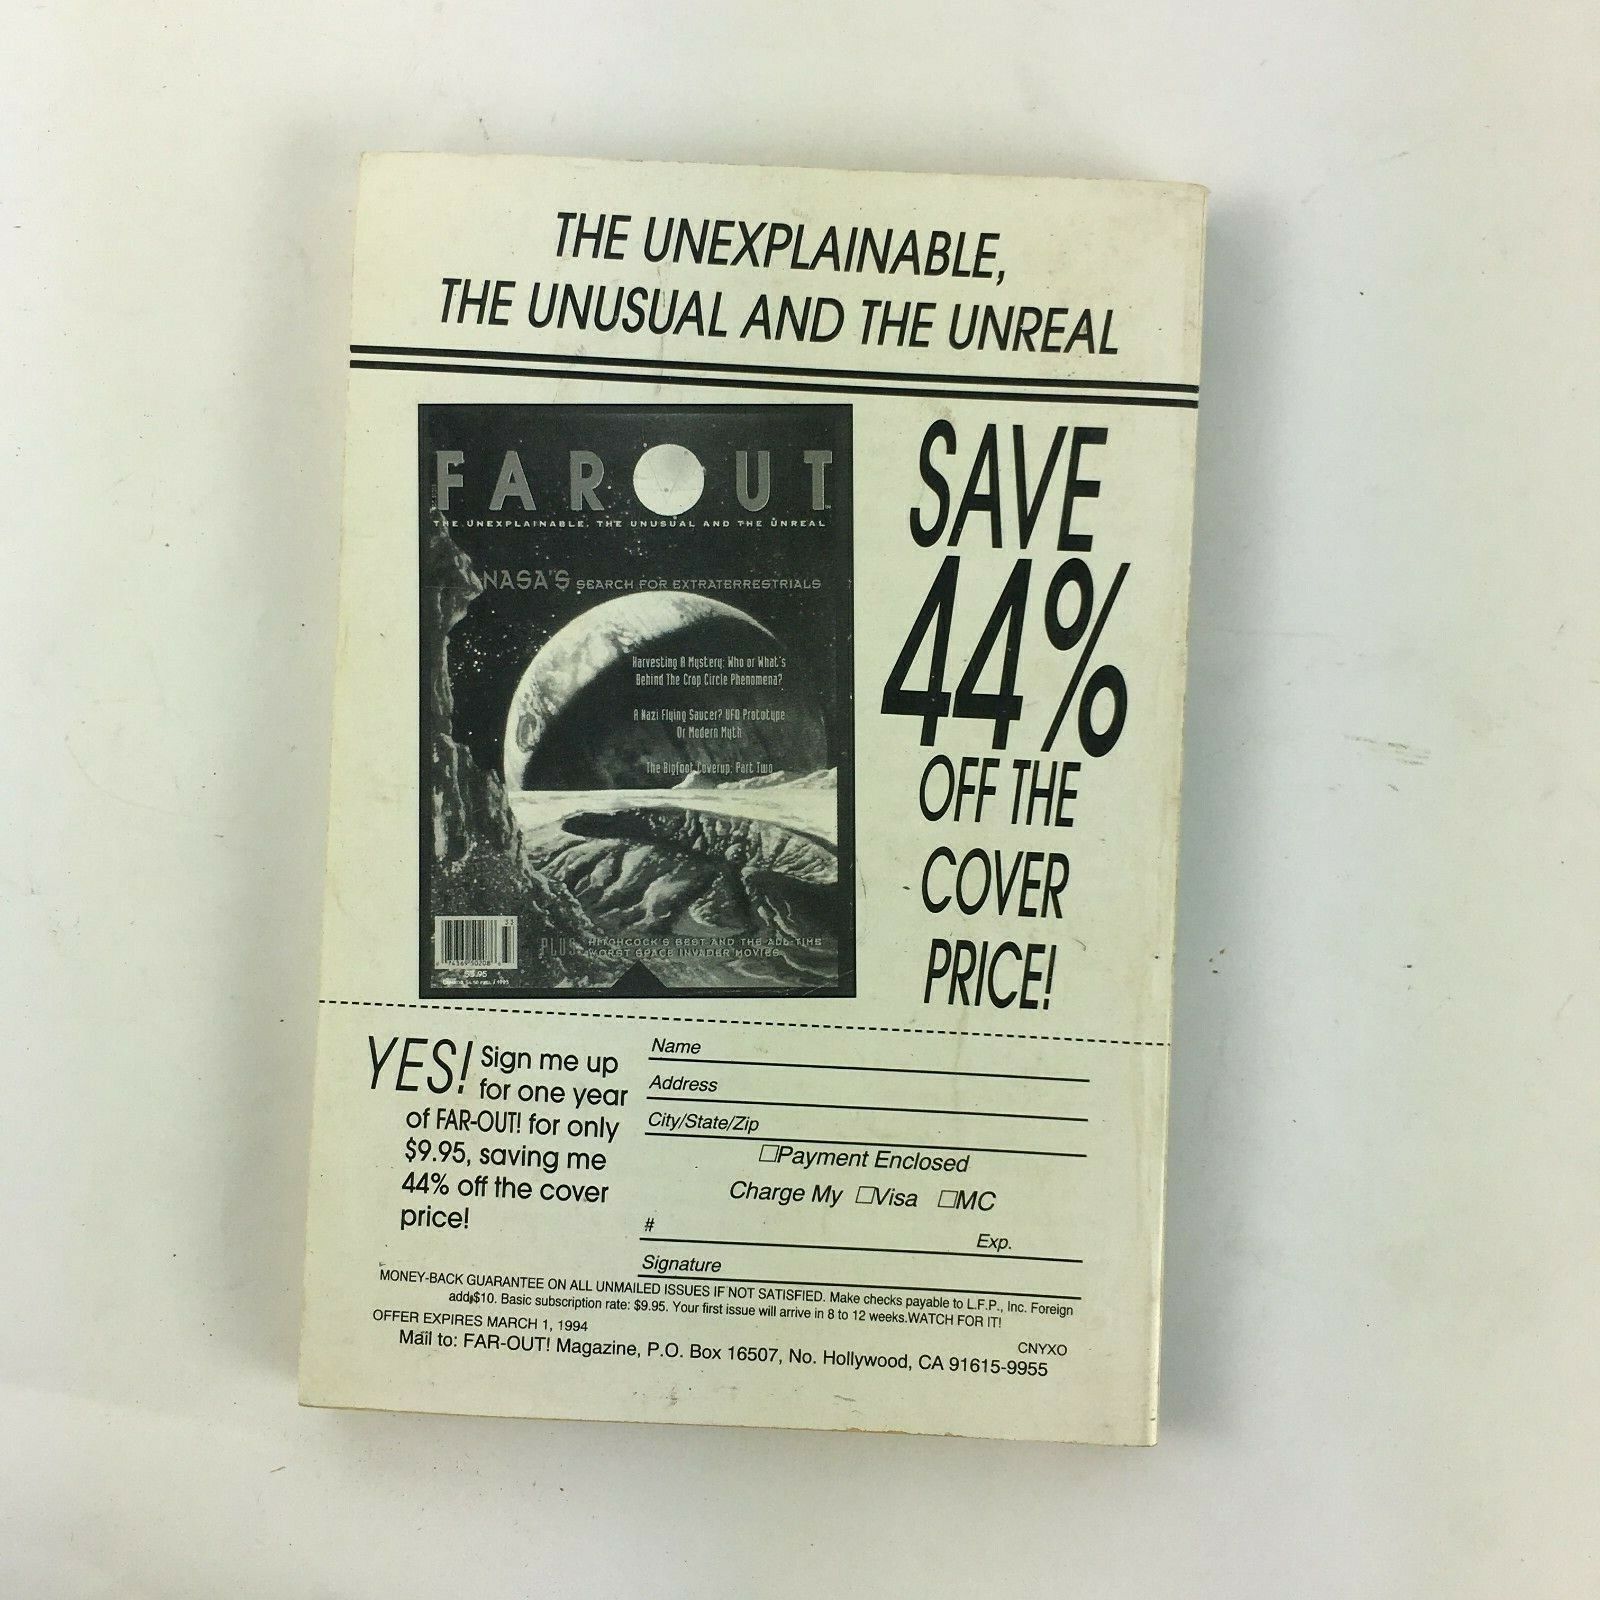 THE UNEXPLAINABLE,
THE UNUSUAL AND THE UNREAL
FAR OUT
THE UNEXPLAINABLE, THE UNUSUAL AND THE UNREAL
NASA'S SEARCH FOR EXTRATERRESTRIALS
Harvesting A Mystery: Who or What's
Behind The Crop Circle Phenomena?
A Nazi Flying Saucer? UFO Prototype
Or Modern Myth
The Bigfoot Coverup: Part Two
PLUS: HITCHCOCK'S BEST AND THE ALL-TIME
WORST SPACE INVADER MOVIES
33
$3.95
SAVE
44%
OFF THE
COVER
PRICE!
YES! Sign me up
for one year
of FAR-OUT! for only
$9.95, saving me
44% off the cover
price!
Name
Address
City/State/Zip
☐Payment Enclosed
Charge My ☐Visa ☐MC
# Exp.
Signature
MONEY-BACK GUARANTEE ON ALL UNMAILED ISSUES IF NOT SATISFIED. Make checks payable to L.F.P., Inc. Foreign
add $10. Basic subscription rate: $9.95. Your first issue will arrive in 8 to 12 weeks.WATCH FOR IT!
OFFER EXPIRES MARCH 1, 1994 CNYXO
Mail to: FAR-OUT! Magazine, P.O. Box 16507, No. Hollywood, CA 91615-9955